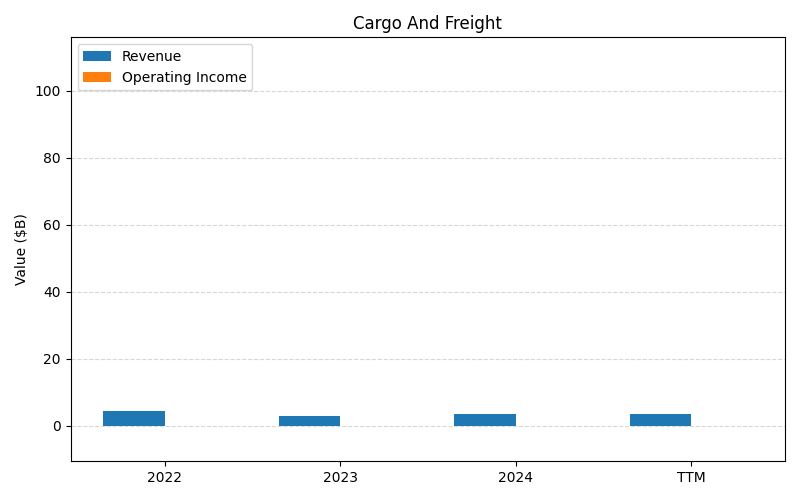 Cargo And Freight
Revenue
Operating Income
Value ($B)
100
80
60
40
20
0
2022 2023 2024 TTM